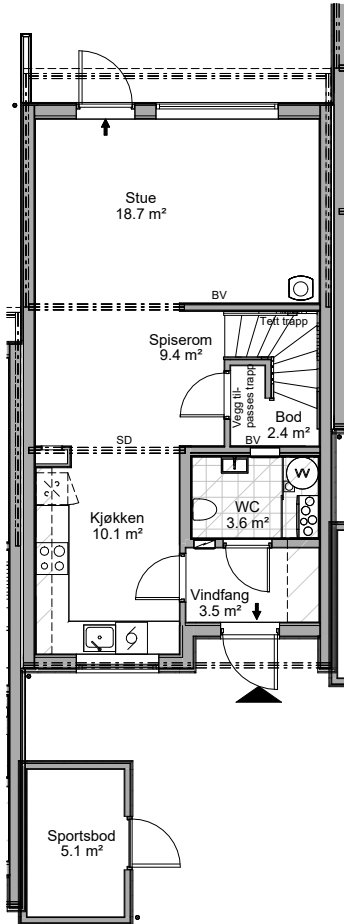 Stue
18.7 m²
BV
Spiserom
9.4 m²
Tett trapp
Vegg til-
passes trapp
Bod
2.4 m²
SD
BV
Kjøkken
10.1 m²
WC
3.6 m²
VV
Vindfang
3.5 m²
Sportsbod
5.1 m²